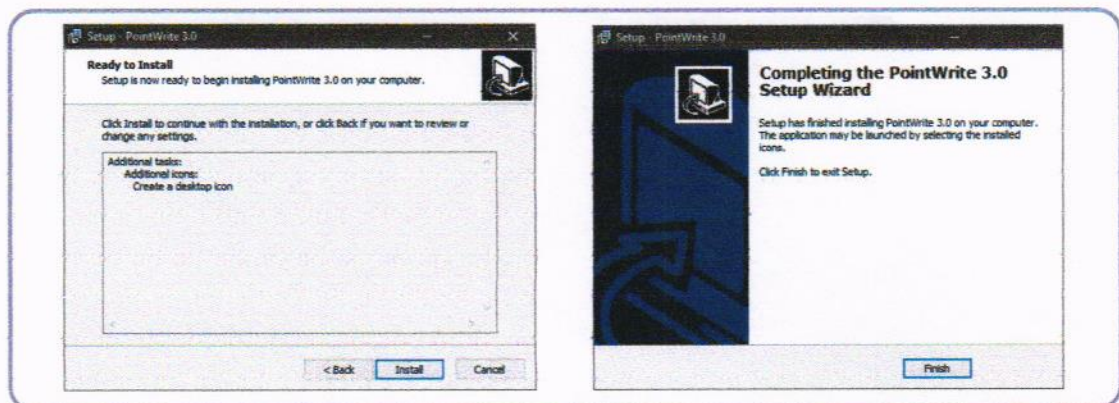 Setup - PointWrite 3.0
Ready to Install
Setup is now ready to begin installing PointWrite 3.0 on your computer.
Click Install to continue with the installation, or click Back if you want to review or
change any settings.
Additional tasks:
Additional icons:
Create a desktop icon
< Back
Install
Cancel
Setup - PointWrite 3.0
Completing the PointWrite 3.0
Setup Wizard
Setup has finished installing PointWrite 3.0 on your computer.
The application may be launched by selecting the installed
icons.
Click Finish to exit Setup.
Finish